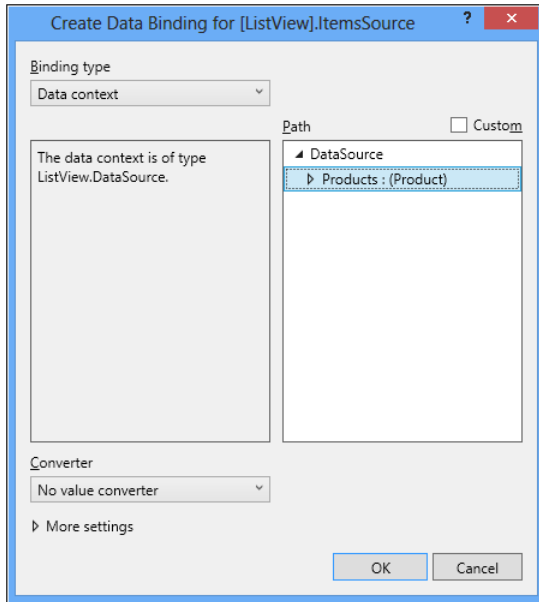 Create Data Binding for [ListView].ItemsSource
?
Binding type
Data context
Path
Custom
The data context is of type
ListView.DataSource.
DataSource
Products : (Product)
Converter
No value converter
More settings
OK
Cancel